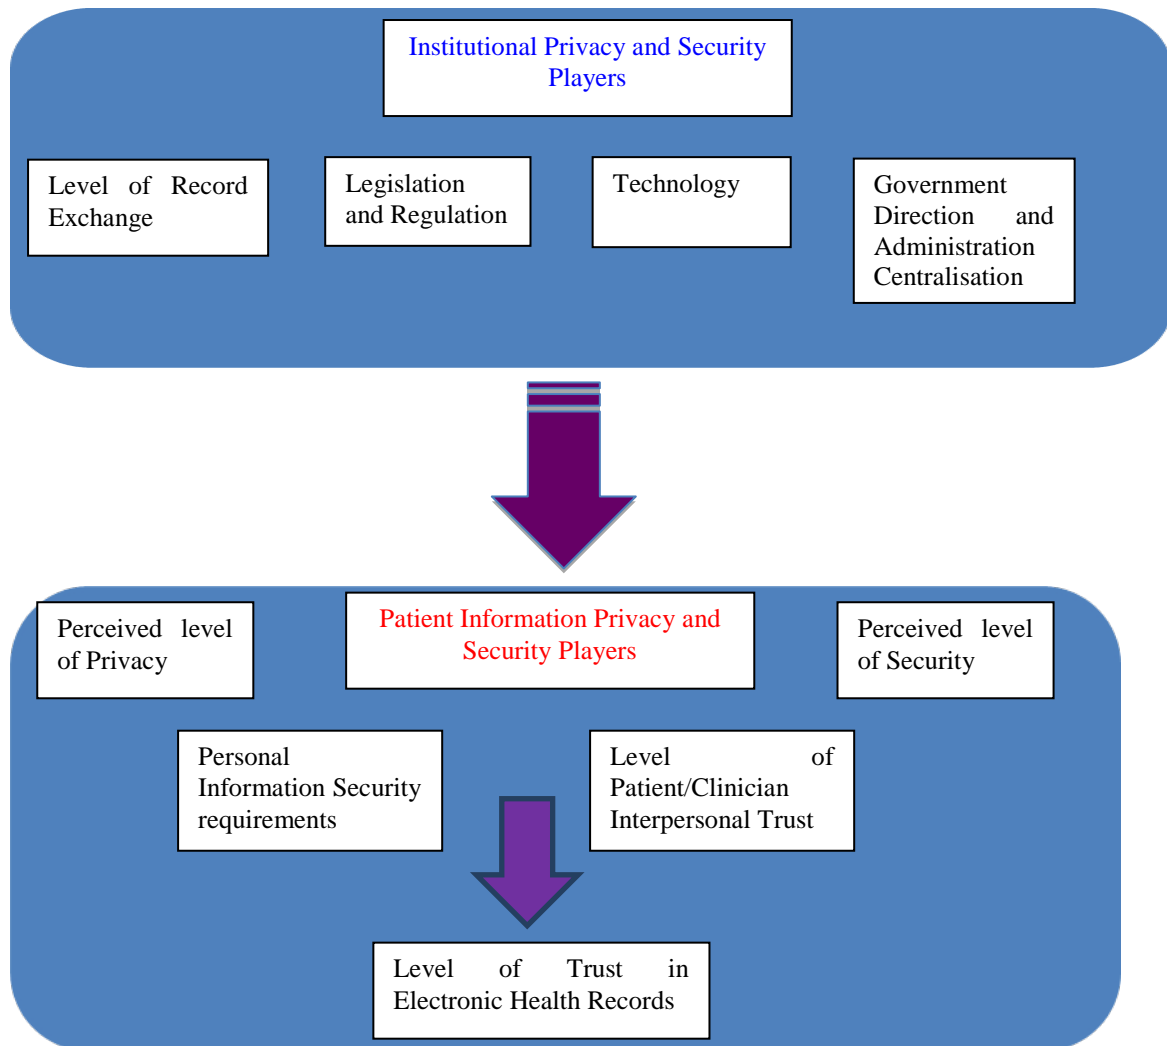 Institutional Privacy and Security
Players
Level of Record
Exchange
Legislation
and Regulation
Technology
Government
Direction and
Administration
Centralisation
Perceived level
of Privacy
Patient Information Privacy and
Security Players
Perceived level
of Security
Personal
Information Security
requirements
Level of
Patient/Clinician
Interpersonal Trust
Level of Trust in
Electronic Health Records